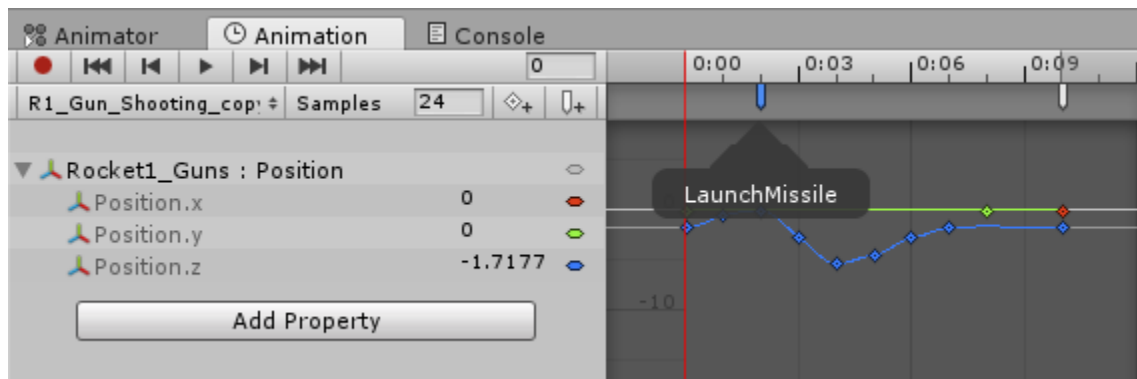 Animator Animation Console
0 0:00 0:03 0:06 0:09
R1_Gun_Shooting_copy Samples 24
Rocket1_Guns : Position
Position.x 0
Position.y 0
Position.z -1.7177
LaunchMissile
-10
Add Property